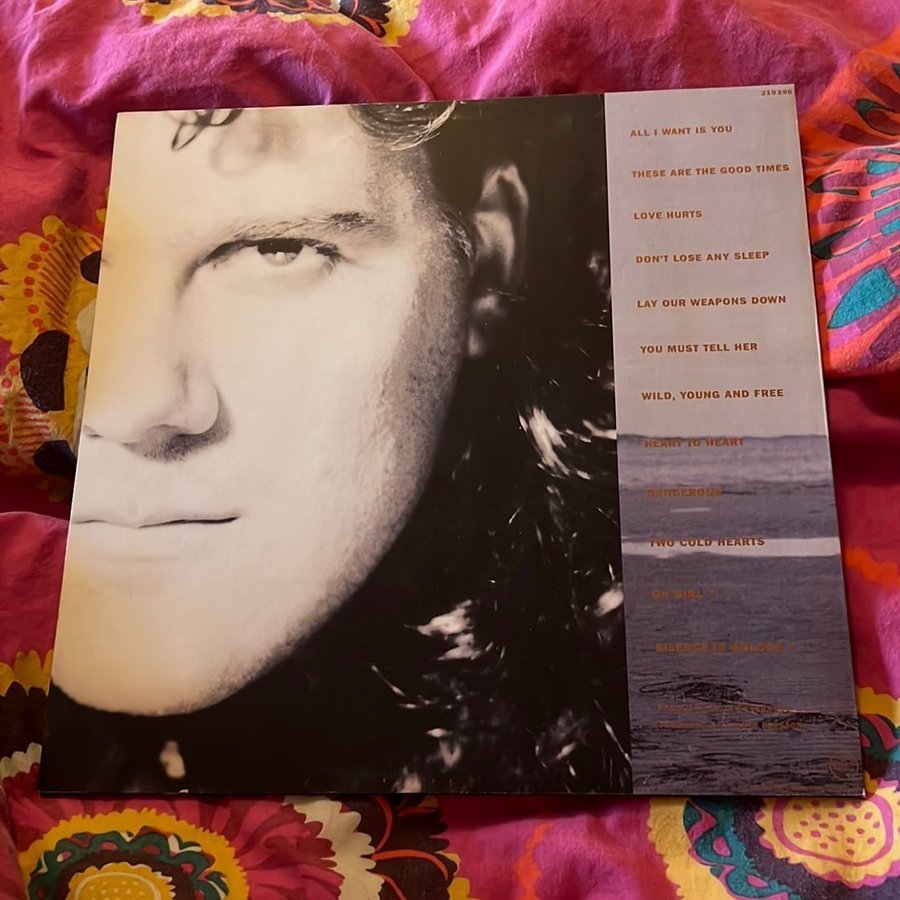 210 286
ALL I WANT IS YOU
THESE ARE THE GOOD TIMES
LOVE HURTS
DON'T LOSE ANY SLEEP
LAY OUR WEAPONS DOWN
YOU MUST TELL HER
WILD, YOUNG AND FREE
HEART TO HEART
DANGEROUS
TWO COLD HEARTS
OH GIRL
SILENCE IS GOLDEN